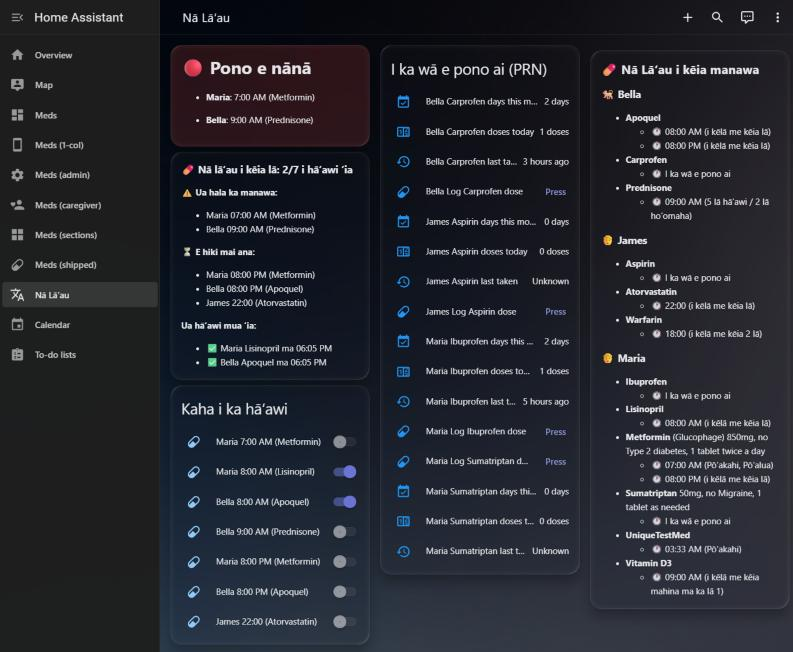 Home Assistant
Overview
Map
Meds
Meds (1-col)
Meds (admin)
Meds (caregiver)
Meds (sections)
Meds (shipped)
Nā Lāʻau
Calendar
To-do lists
Nā Lāʻau
Pono e nānā
Maria: 7:00 AM (Metformin)
Bella: 9:00 AM (Prednisone)
Nā lāʻau i kēia lā: 2/7 i hāʻawi ʻia
Ua hala ka manawa:
Maria 07:00 AM (Metformin)
Bella 09:00 AM (Prednisone)
E hiki mai ana:
Maria 08:00 PM (Metformin)
Bella 08:00 PM (Apoquel)
James 22:00 (Atorvastatin)
Ua hāʻawi mua ʻia:
Maria Lisinopril ma 06:05 PM
Bella Apoquel ma 06:05 PM
Kaha i ka hāʻawi
Maria 7:00 AM (Metformin)
Maria 8:00 AM (Lisinopril)
Bella 8:00 AM (Apoquel)
Bella 9:00 AM (Prednisone)
Maria 8:00 PM (Metformin)
Bella 8:00 PM (Apoquel)
James 22:00 (Atorvastatin)
I ka wā e pono ai (PRN)
Bella Carprofen days this m... 2 days
Bella Carprofen doses today 1 doses
Bella Carprofen last ta... 3 hours ago
Bella Log Carprofen dose Press
James Aspirin days this mo... 0 days
James Aspirin doses today 0 doses
James Aspirin last taken Unknown
James Log Aspirin dose Press
Maria Ibuprofen days this ... 2 days
Maria Ibuprofen doses to... 1 doses
Maria Ibuprofen last t... 5 hours ago
Maria Log Ibuprofen dose Press
Maria Log Sumatriptan d... Press
Maria Sumatriptan days thi... 0 days
Maria Sumatriptan doses t... 0 doses
Maria Sumatriptan last t... Unknown
Nā Lāʻau i kēia manawa
Bella
Apoquel
08:00 AM (i kēlā me kēia lā)
08:00 PM (i kēlā me kēia lā)
Carprofen
I ka wā e pono ai
Prednisone
09:00 AM (5 lā hāʻawi / 2 lā
hoʻomaha)
James
Aspirin
I ka wā e pono ai
Atorvastatin
22:00 (i kēlā me kēia lā)
Warfarin
18:00 (i kēlā me kēia 2 lā)
Maria
Ibuprofen
I ka wā e pono ai
Lisinopril
08:00 AM (i kēlā me kēia lā)
Metformin (Glucophage) 850mg, no
Type 2 diabetes, 1 tablet twice a day
07:00 AM (Pōʻakahi, Pōʻalua)
08:00 PM (i kēlā me kēia lā)
Sumatriptan 50mg, no Migraine, 1
tablet as needed
I ka wā e pono ai
UniqueTestMed
03:33 AM (Pōʻakahi)
Vitamin D3
09:00 AM (i kēlā me kēia
mahina ma ka lā 1)